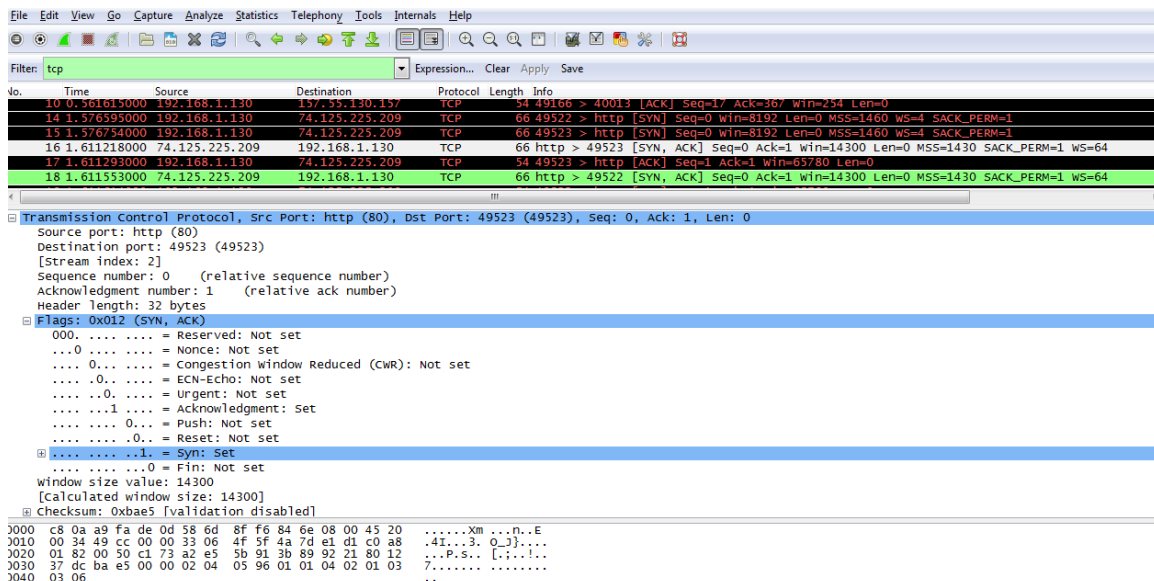 File Edit View Go Capture Analyze Statistics Telephony Tools Internals Help
Filter: tcp Expression... Clear Apply Save
No. Time Source Destination Protocol Length Info
10 0.561615000 192.168.1.130 157.55.130.157 TCP 54 49166 > 40013 [ACK] Seq=17 Ack=367 Win=254 Len=0
14 1.576595000 192.168.1.130 74.125.225.209 TCP 66 49522 > http [SYN] Seq=0 Win=8192 Len=0 MSS=1460 WS=4 SACK_PERM=1
15 1.576754000 192.168.1.130 74.125.225.209 TCP 66 49523 > http [SYN] Seq=0 Win=8192 Len=0 MSS=1460 WS=4 SACK_PERM=1
16 1.611218000 74.125.225.209 192.168.1.130 TCP 66 http > 49523 [SYN, ACK] Seq=0 Ack=1 Win=14300 Len=0 MSS=1430 SACK_PERM=1 WS=64
17 1.611293000 192.168.1.130 74.125.225.209 TCP 54 49523 > http [ACK] Seq=1 Ack=1 Win=65780 Len=0
18 1.611553000 74.125.225.209 192.168.1.130 TCP 66 http > 49522 [SYN, ACK] Seq=0 Ack=1 Win=14300 Len=0 MSS=1430 SACK_PERM=1 WS=64
Transmission Control Protocol, Src Port: http (80), Dst Port: 49523 (49523), Seq: 0, Ack: 1, Len: 0
Source port: http (80)
Destination port: 49523 (49523)
[Stream index: 2]
Sequence number: 0 (relative sequence number)
Acknowledgment number: 1 (relative ack number)
Header length: 32 bytes
Flags: 0x012 (SYN, ACK)
000. .... .... = Reserved: Not set
...0 .... .... = Nonce: Not set
.... 0... .... = Congestion Window Reduced (CWR): Not set
.... .0.. .... = ECN-Echo: Not set
.... ..0. .... = Urgent: Not set
.... ...1 .... = Acknowledgment: Set
.... .... 0... = Push: Not set
.... .... .0.. = Reset: Not set
.... .... ..1. = Syn: Set
.... .... ...0 = Fin: Not set
Window size value: 14300
[Calculated window size: 14300]
Checksum: 0xbae5 [validation disabled]
0000 c8 0a a9 fa de 0d 58 6d 8f f6 84 6e 08 00 45 20 ......Xm ...n..E
0010 00 34 49 cc 00 00 33 06 4f 5f 4a 7d e1 d1 c0 a8 .4I...3. O_J}....
0020 01 82 00 50 c1 73 a2 e5 5b 91 3b 89 92 21 80 12 ...P.s.. [.;..!..
0030 37 dc ba e5 00 00 02 04 05 96 01 01 04 02 01 03 7....... ........
0040 03 06 ..